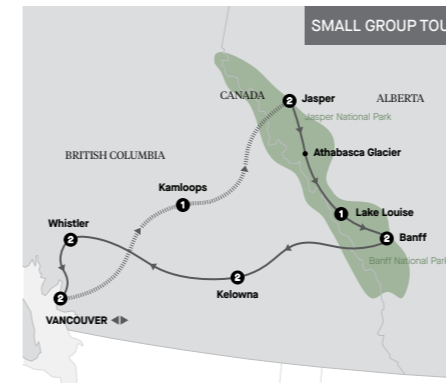 SMALL GROUP TOU
CANADA
2 Jasper
ALBERTA
Jasper National Park
BRITISH COLUMBIA
Athabasca Glacier
Kamloops
1
1 Lake Louise
Whistler
2
2 Banff
Banff National Park
2
Kelowna
2
VANCOUVER